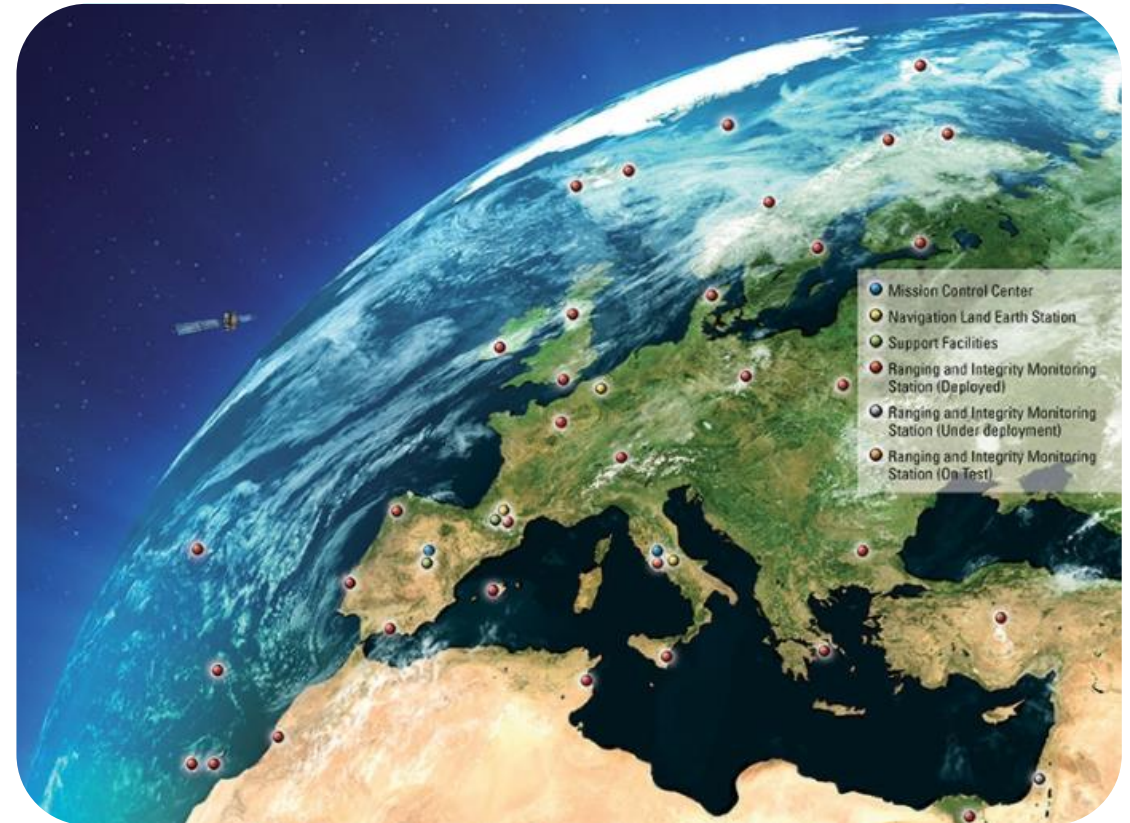 Mission Control Center
Navigation Land Earth Station
Support Facilities
Ranging and Integrity Monitoring
Station (Deployed)
Ranging and Integrity Monitoring
Station (Under deployment)
Ranging and Integrity Monitoring
Station (On Test)